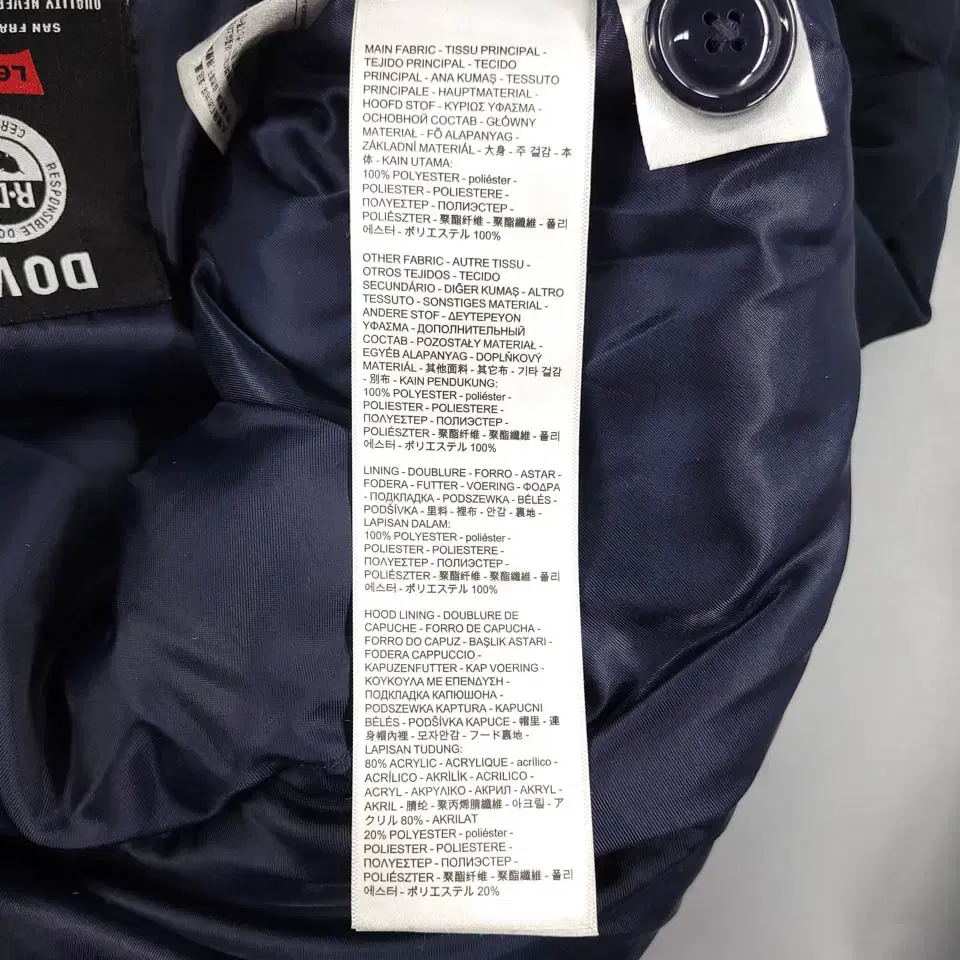 QUALITY NEVER
SAN FRA
Le
RESPONSIBLE DO
CER
R·D
DOW
MAIN FABRIC - TISSU PRINCIPAL -
TEJIDO PRINCIPAL - TECIDO
PRINCIPAL - ANA KUMAŞ - TESSUTO
PRINCIPALE - HAUPTMATERIAL -
HOOFD STOF - ΚΥΡΙΩΣ ΥΦΑΣΜΑ -
ОСНОВНОЙ СОСТАВ - GŁÓWNY
MATERIAŁ - FŐ ALAPANYAG -
ZÁKLADNÍ MATERIÁL - 大身 - 주 걸감 - 本
体 - KAIN UTAMA:
100% POLYESTER - poliéster -
POLIESTER - POLIESTERE -
ΠΟΛΥΕΣΤΕΡ - ПОЛИЭСТЕР -
POLIÉSZTER - 聚酯纤维 - 聚酯纖維 - 폴리
에스터 - ポリエステル 100%
OTHER FABRIC - AUTRE TISSU -
OTROS TEJIDOS - TECIDO
SECUNDÁRIO - DIĞER KUMAŞ - ALTRO
TESSUTO - SONSTIGES MATERIAL -
ANDERE STOF - ΔΕΥΤΕΡΕΥΟΝ
ΥΦΑΣΜΑ - ДОПОЛНИТЕЛЬНЫЙ
СОСТАВ - POZOSTAŁY MATERIAŁ -
EGYÉB ALAPANYAG - DOPLŇKOVÝ
MATERIÁL - 其他面料 - 其它布 - 기타 걸감
- 別布 - KAIN PENDUKUNG:
100% POLYESTER - poliéster -
POLIESTER - POLIESTERE -
ΠΟΛΥΕΣΤΕΡ - ПОЛИЭСТЕР -
POLIÉSZTER - 聚酯纤维 - 聚酯纖維 - 폴리
에스터 - ポリエステル 100%
LINING - DOUBLURE - FORRO - ASTAR -
FODERA - FUTTER - VOERING - ΦΟΔΡΑ
- ПОДКЛАДКА - PODSZEWKA - BÉLÉS -
PODŠÍVKA - 里料 - 裡布 - 안감 - 裏地 -
LAPISAN DALAM:
100% POLYESTER - poliéster -
POLIESTER - POLIESTERE -
ΠΟΛΥΕΣΤΕΡ - ПОЛИЭСТЕР -
POLIÉSZTER - 聚酯纤维 - 聚酯纖維 - 폴리
에스터 - ポリエステル 100%
HOOD LINING - DOUBLURE DE
CAPUCHE - FORRO DE CAPUCHA -
FORRO DO CAPUZ - BAŞLIK ASTARI -
FODERA CAPPUCCIO -
KAPUZENFUTTER - KAP VOERING -
ΚΟΥΚΟΥΛΑ ΜΕ ΕΠΕΝΔΥΣΗ -
ПОДКЛАДКА КАПЮШОНА -
PODSZEWKA KAPTURA - KAPUCNI
BÉLÉS - PODŠÍVKA KAPUCE - 帽里 - 連
身帽內裡 - 모자안감 - フード裏地 -
LAPISAN TUDUNG:
80% ACRYLIC - ACRYLIQUE - acrílico -
ACRÍLICO - AKRİLİK - ACRILICO -
ACRYL - ΑΚΡΥΛΙΚΟ - АКРИЛ - AKRYL -
AKRIL - 腈纶 - 聚丙烯腈纖維 - 아크릴 - ア
クリル 80% - AKRILAT
20% POLYESTER - poliéster -
POLIESTER - POLIESTERE -
ΠΟΛΥΕΣΤΕΡ - ПОЛИЭСТЕР -
POLIÉSZTER - 聚酯纤维 - 聚酯纖維 - 폴리
에스터 - ポリエステル 20%